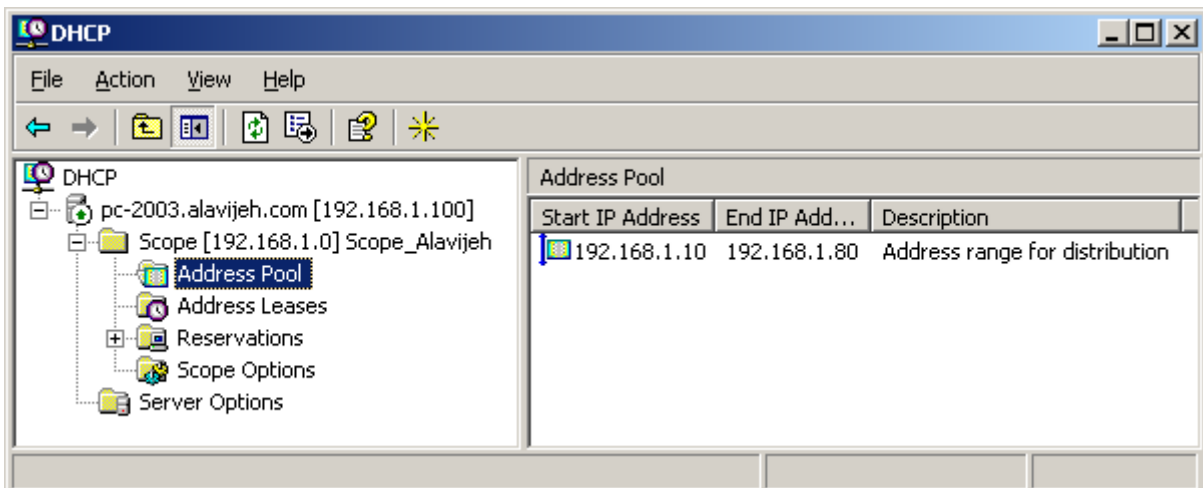 DHCP
File Action View Help
DHCP
pc-2003.alavijeh.com [192.168.1.100]
Scope [192.168.1.0] Scope_Alavijeh
Address Pool
Address Leases
Reservations
Scope Options
Server Options
Address Pool
Start IP Address End IP Add... Description
192.168.1.10 192.168.1.80 Address range for distribution